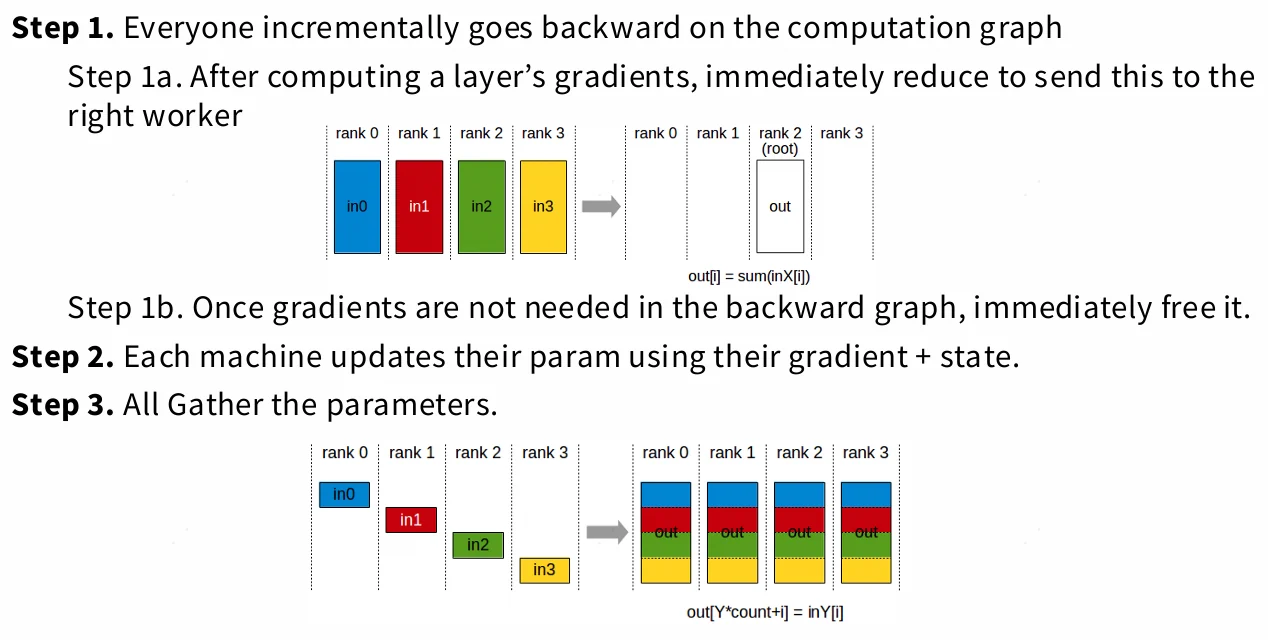 Step 1. Everyone incrementally goes backward on the computation graph
Step 1a. After computing a layer’s gradients, immediately reduce to send this to the
right worker
rank 0 rank 1 rank 2 rank 3 rank 0 rank 1 rank 2 rank 3
(root)
in0 in1 in2 in3 out
out[i] = sum(inX[i])
Step 1b. Once gradients are not needed in the backward graph, immediately free it.
Step 2. Each machine updates their param using their gradient + state.
Step 3. All Gather the parameters.
rank 0 rank 1 rank 2 rank 3 rank 0 rank 1 rank 2 rank 3
in0
in1
out out out out
in2
in3
out[Y*count+i] = inY[i]